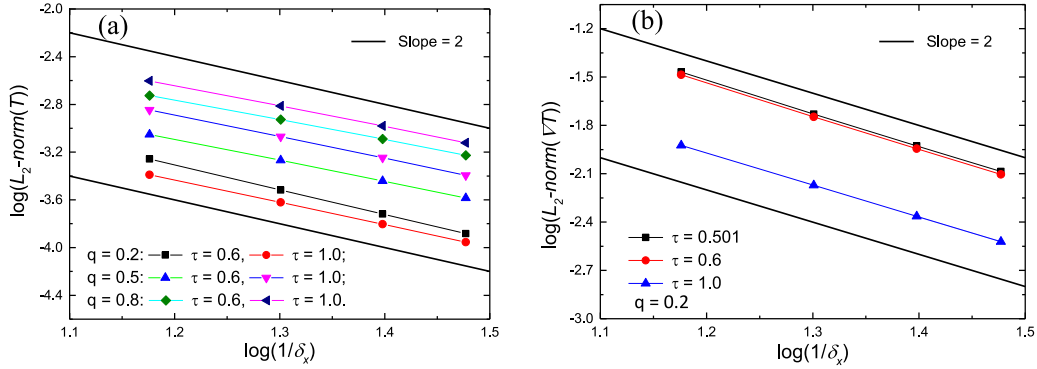 (a)
Slope = 2
log(L₂-norm(T))
-2.0
-2.4
-2.8
-3.2
-3.6
-4.0
-4.4
q = 0.2: τ = 0.6, τ = 1.0;
q = 0.5: τ = 0.6, τ = 1.0;
q = 0.8: τ = 0.6, τ = 1.0.
1.1 1.2 1.3 1.4 1.5
log(1/δₓ)
(b)
Slope = 2
log(L₂-norm(∇T))
-1.2
-1.5
-1.8
-2.1
-2.4
-2.7
-3.0
τ = 0.501
τ = 0.6
τ = 1.0
q = 0.2
1.1 1.2 1.3 1.4 1.5
log(1/δₓ)